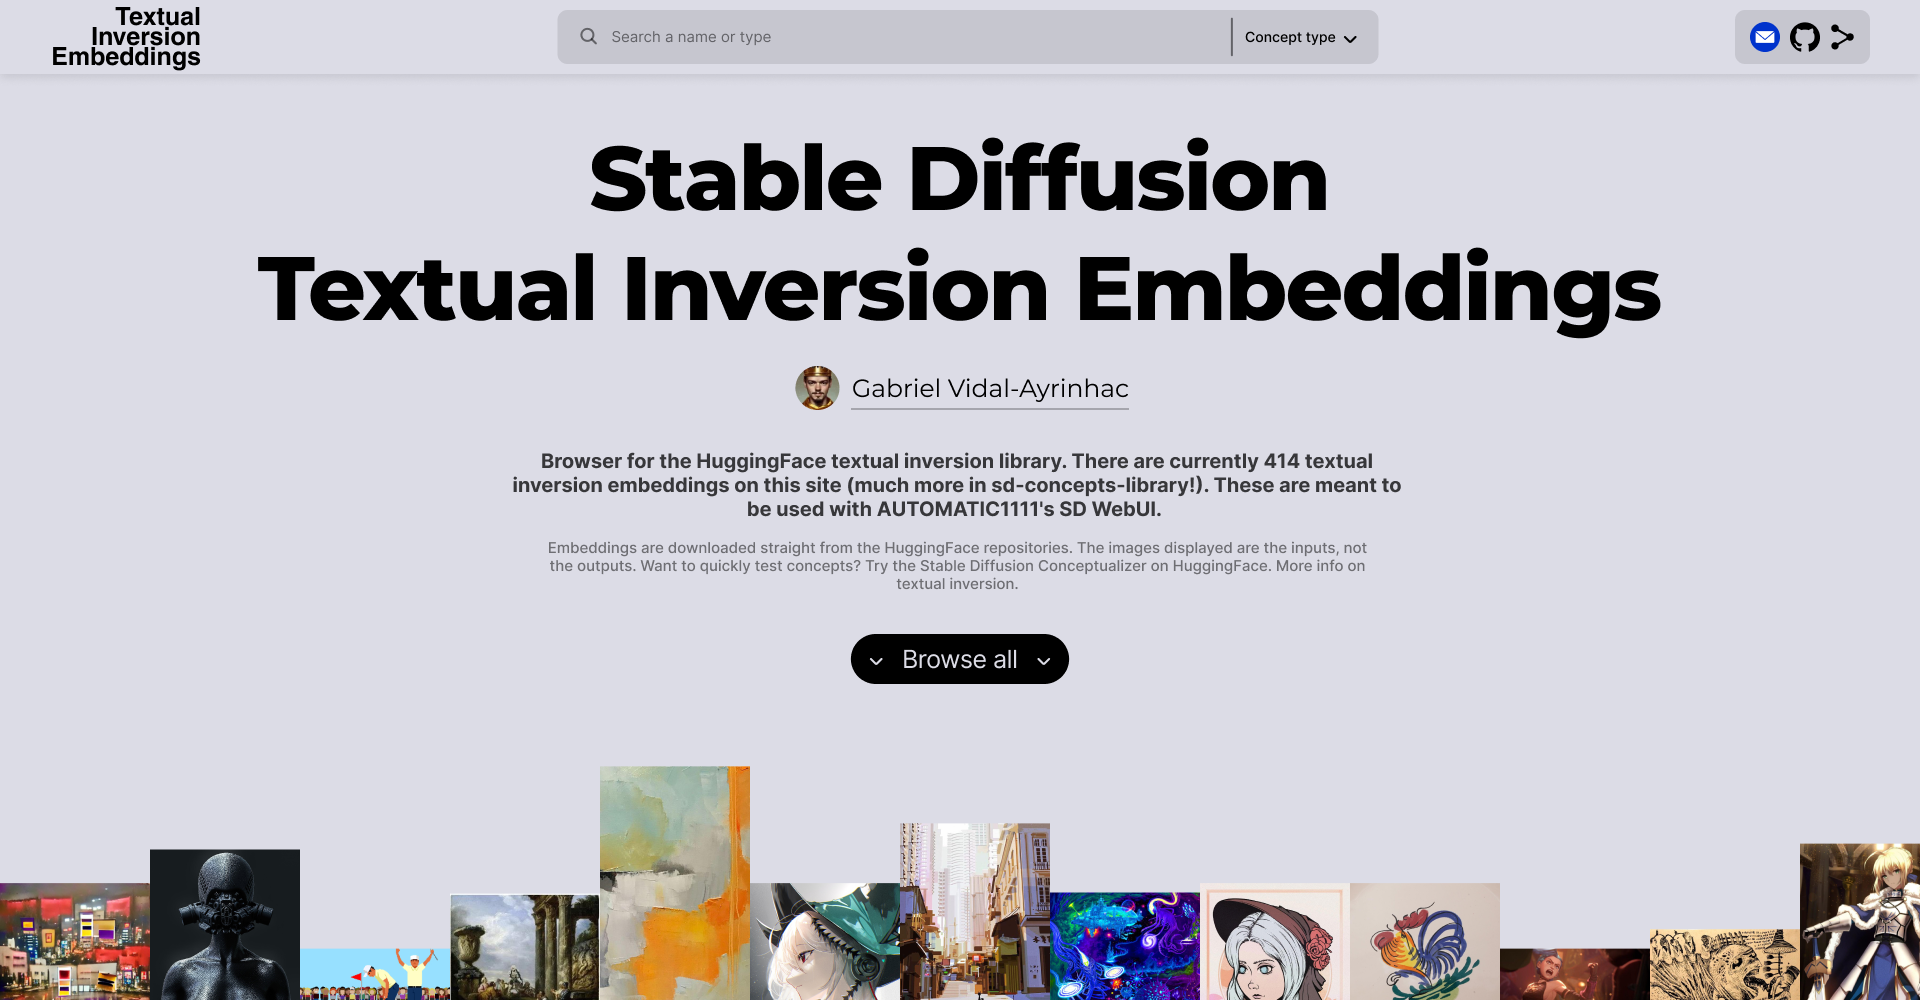 Textual
Inversion
Embeddings
Search a name or type
Concept type
Stable Diffusion
Textual Inversion Embeddings
Gabriel Vidal-Ayrinhac
Browser for the HuggingFace textual inversion library. There are currently 414 textual
inversion embeddings on this site (much more in sd-concepts-library!). These are meant to
be used with AUTOMATIC1111's SD WebUI.
Embeddings are downloaded straight from the HuggingFace repositories. The images displayed are the inputs, not
the outputs. Want to quickly test concepts? Try the Stable Diffusion Conceptualizer on HuggingFace. More info on
textual inversion.
Browse all